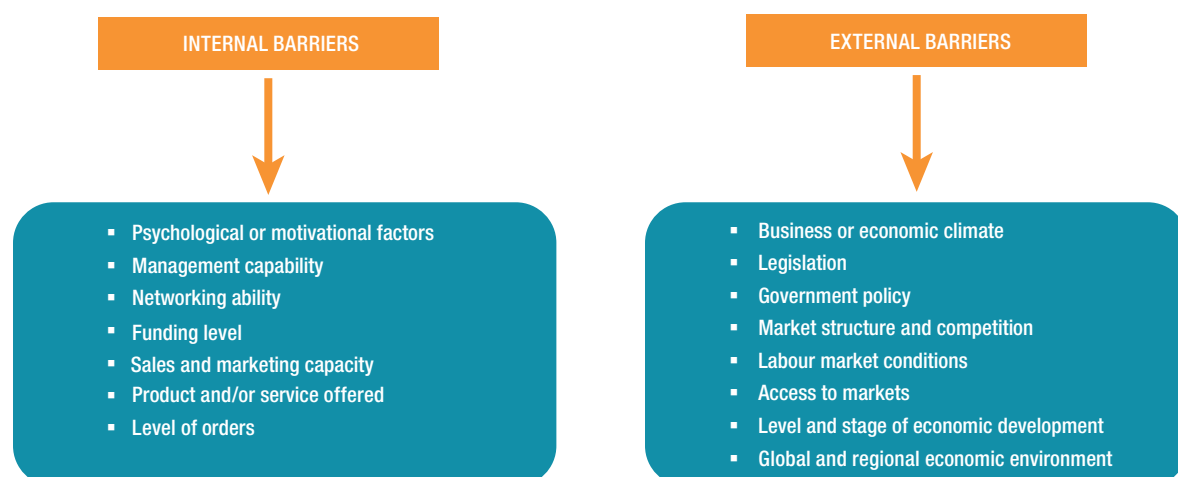 INTERNAL BARRIERS
▪ Psychological or motivational factors
▪ Management capability
▪ Networking ability
▪ Funding level
▪ Sales and marketing capacity
▪ Product and/or service offered
▪ Level of orders
EXTERNAL BARRIERS
▪ Business or economic climate
▪ Legislation
▪ Government policy
▪ Market structure and competition
▪ Labour market conditions
▪ Access to markets
▪ Level and stage of economic development
▪ Global and regional economic environment